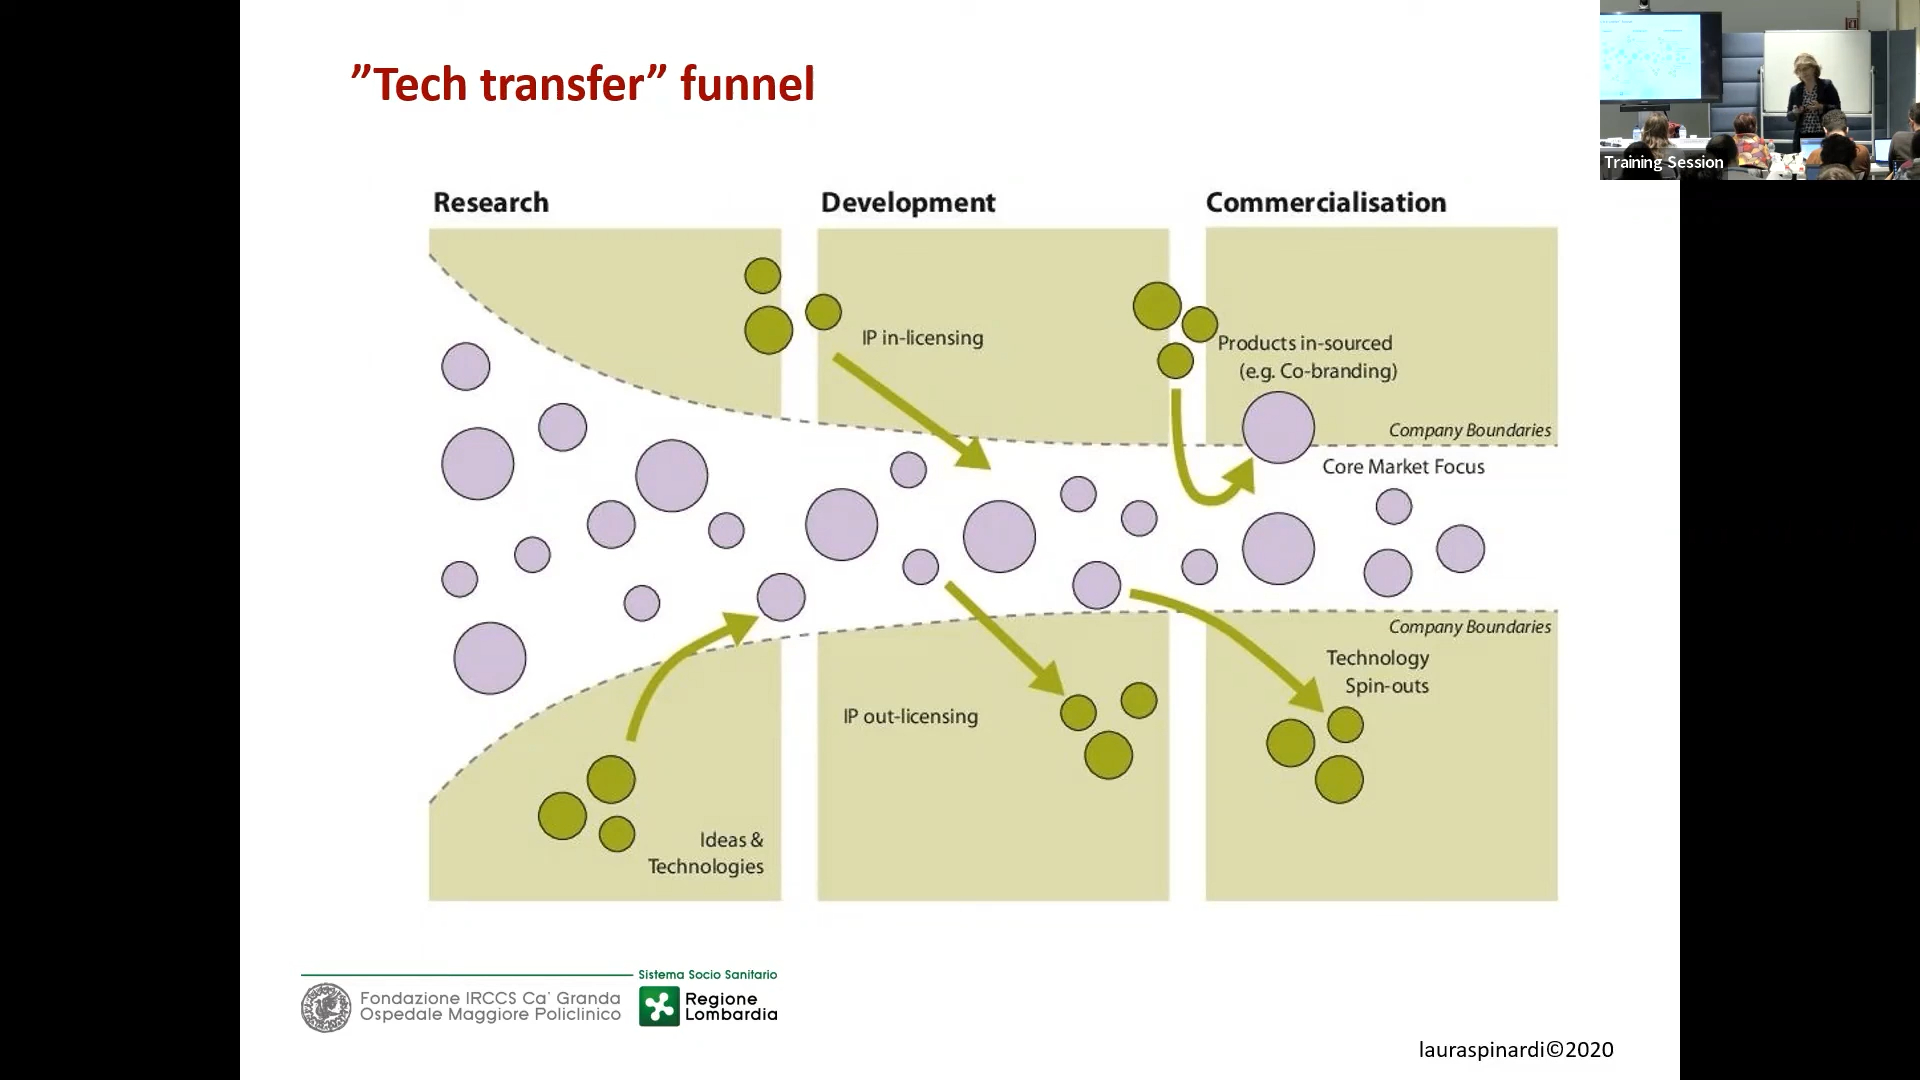 ”Tech transfer” funnel
Training Session
Research
Development
Commercialisation
IP in-licensing
Products in-sourced
(e.g. Co-branding)
Company Boundaries
Core Market Focus
Company Boundaries
Technology
Spin-outs
IP out-licensing
Ideas &
Technologies
Sistema Socio Sanitario
Fondazione IRCCS Ca' Granda
Ospedale Maggiore Policlinico
Regione
Lombardia
lauraspinardi©2020